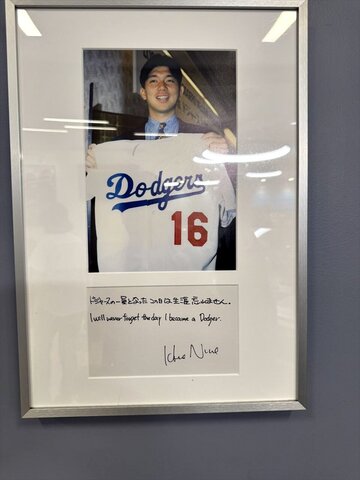 Dodgers
16
ドジャースの一員となったこの日は生涯忘れません。
I will never forget the day I became a Dodger.
Hideo Nomo